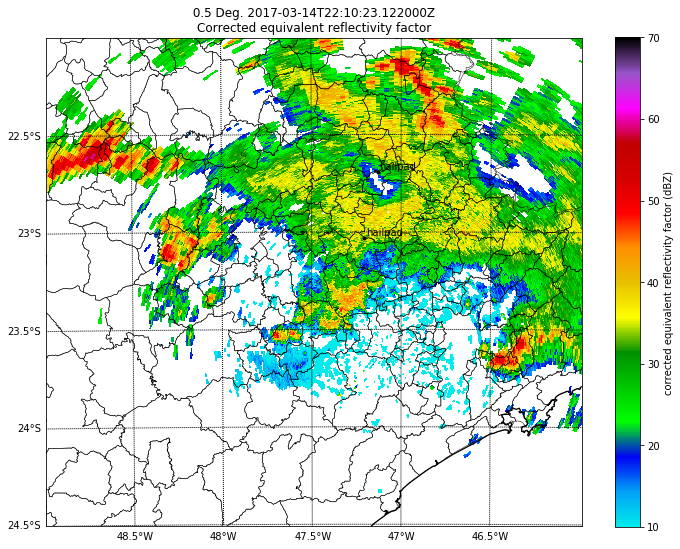 0.5 Deg. 2017-03-14T22:10:23.122000Z
Corrected equivalent reflectivity factor
22.5°S
23°S
23.5°S
24°S
24.5°S
48.5°W
48°W
47.5°W
47°W
46.5°W
hailpad
hailpad
70
60
50
40
30
20
10
corrected equivalent reflectivity factor (dBZ)